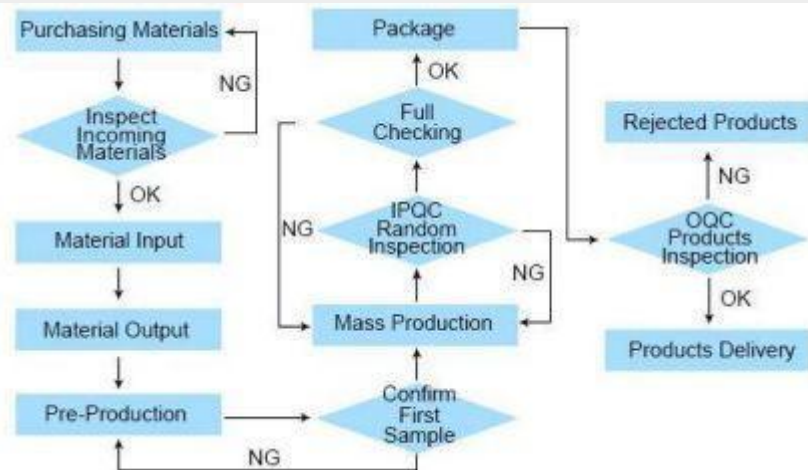 Purchasing Materials
NG
Inspect
Incoming
Materials
OK
Material Input
Material Output
Pre-Production
NG
Confirm
First
Sample
Mass Production
NG
IPQC
Random
Inspection
NG
Full
Checking
OK
Package
OQC
Products
Inspection
NG
Rejected Products
OK
Products Delivery